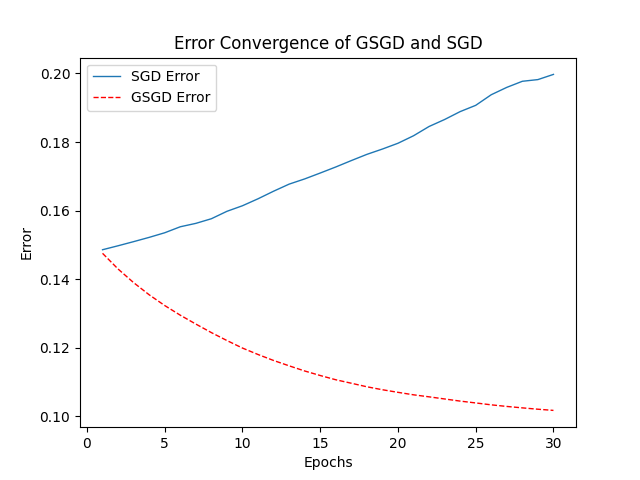 Error Convergence of GSGD and SGD
SGD Error
GSGD Error
Error
0.20
0.18
0.16
0.14
0.12
0.10
0 5 10 15 20 25 30
Epochs